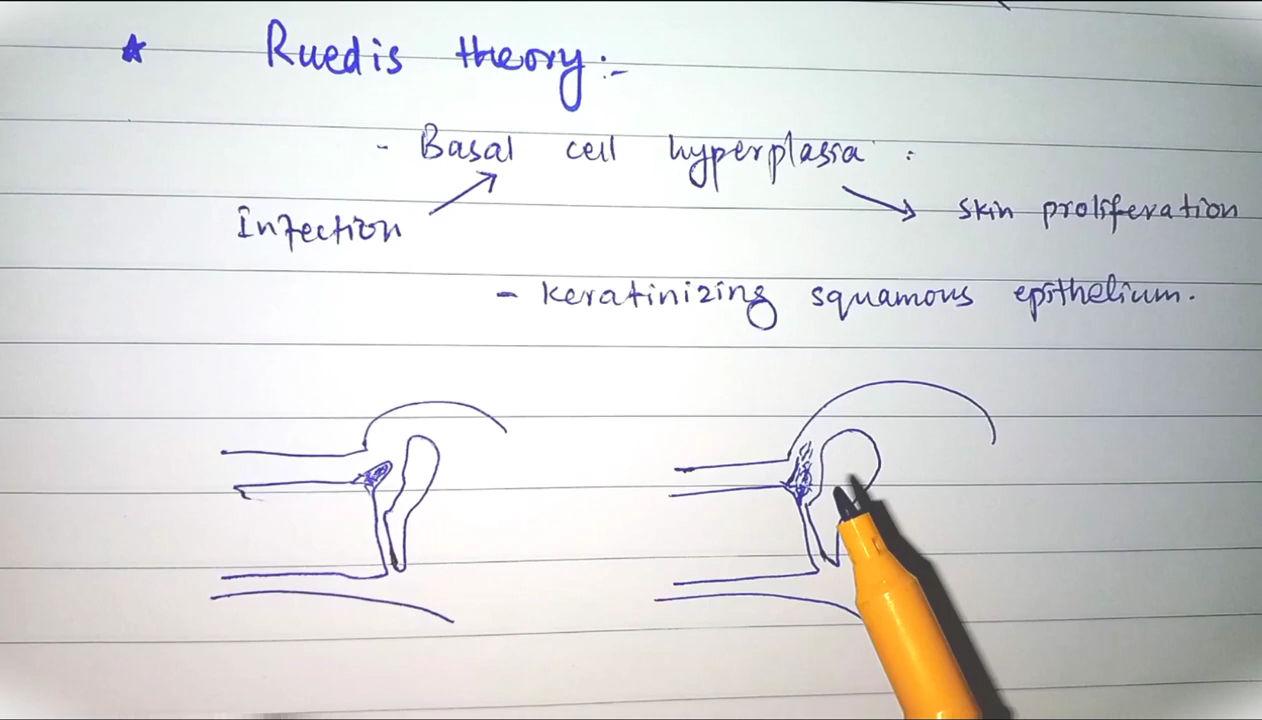 ★ Ruedis theory:-
- Basal cell hyperplasia :
Infection
skin proliferation
- keratinizing squamous epithelium.